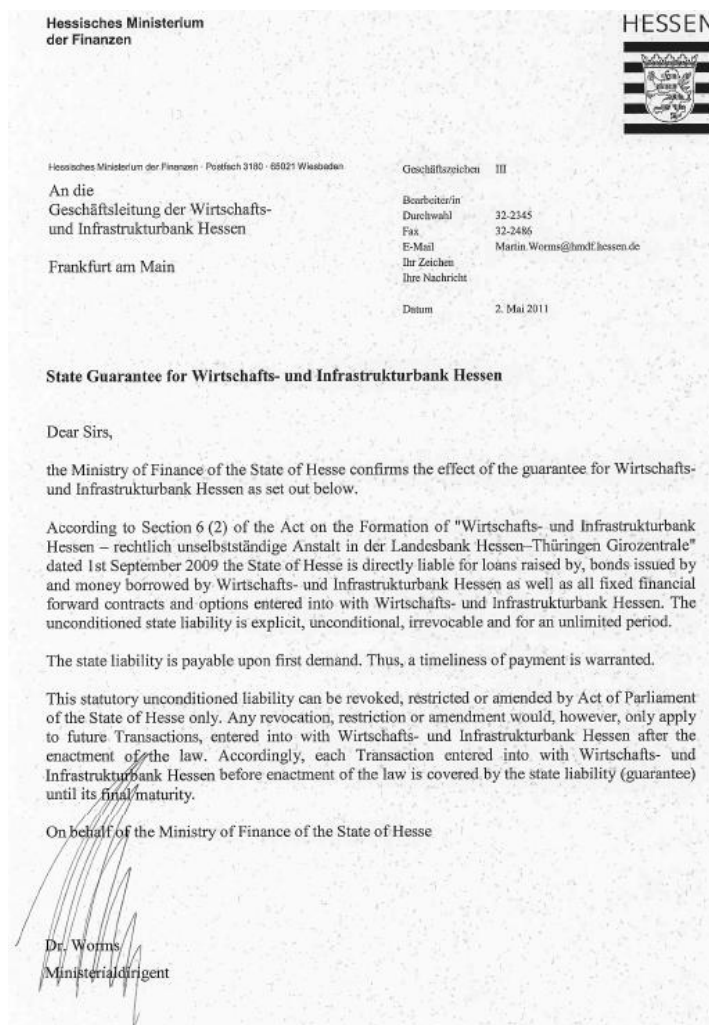 Hessisches Ministerium
der Finanzen
HESSEN
Hessisches Ministerium der Finanzen · Postfach 3180 · 65021 Wiesbaden
An die
Geschäftsleitung der Wirtschafts-
und Infrastrukturbank Hessen
Frankfurt am Main
Geschäftszeichen III
Bearbeiter/in
Durchwahl 32-2345
Fax 32-2486
E-Mail Martin.Worms@hmdf.hessen.de
Ihr Zeichen
Ihre Nachricht
Datum 2. Mai 2011
State Guarantee for Wirtschafts- und Infrastrukturbank Hessen
Dear Sirs,
the Ministry of Finance of the State of Hesse confirms the effect of the guarantee for Wirtschafts-
und Infrastrukturbank Hessen as set out below.
According to Section 6 (2) of the Act on the Formation of "Wirtschafts- und Infrastrukturbank
Hessen – rechtlich unselbstständige Anstalt in der Landesbank Hessen–Thüringen Girozentrale"
dated 1st September 2009 the State of Hesse is directly liable for loans raised by, bonds issued by
and money borrowed by Wirtschafts- und Infrastrukturbank Hessen as well as all fixed financial
forward contracts and options entered into with Wirtschafts- und Infrastrukturbank Hessen. The
unconditioned state liability is explicit, unconditional, irrevocable and for an unlimited period.
The state liability is payable upon first demand. Thus, a timeliness of payment is warranted.
This statutory unconditioned liability can be revoked, restricted or amended by Act of Parliament
of the State of Hesse only. Any revocation, restriction or amendment would, however, only apply
to future Transactions, entered into with Wirtschafts- und Infrastrukturbank Hessen after the
enactment of the law. Accordingly, each Transaction entered into with Wirtschafts- und
Infrastrukturbank Hessen before enactment of the law is covered by the state liability (guarantee)
until its final maturity.
On behalf of the Ministry of Finance of the State of Hesse
Dr. Worms
Ministerialdirigent